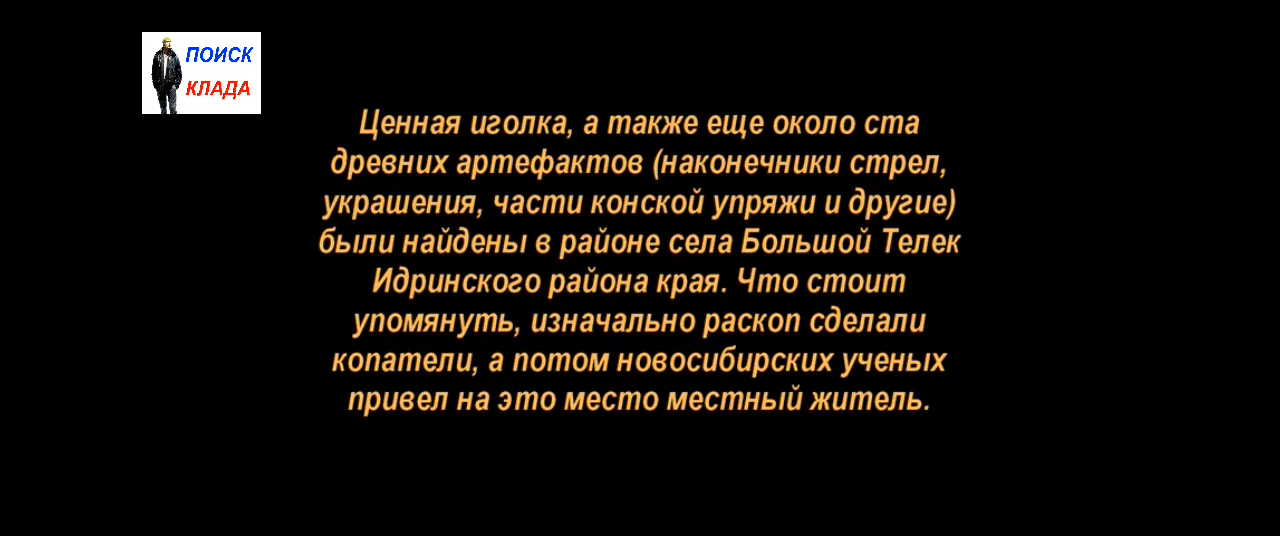 ПОИСК
КЛАДА
Ценная иголка, а также еще около ста
древних артефактов (наконечники стрел,
украшения, части конской упряжи и другие)
были найдены в районе села Большой Телек
Идринского района края. Что стоит
упомянуть, изначально раскоп сделали
копатели, а потом новосибирских ученых
привел на это место местный житель.